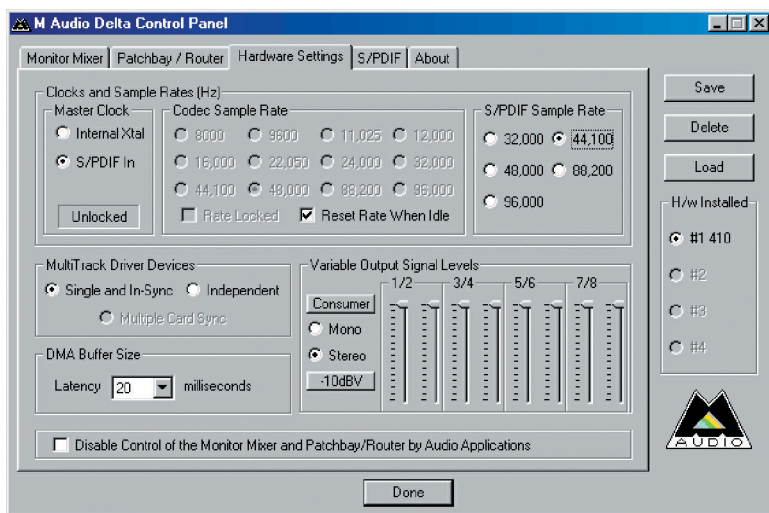 M Audio Delta Control Panel
Monitor Mixer Patchbay / Router Hardware Settings S/PDIF About
Clocks and Sample Rates (Hz)
Master Clock
Internal Xtal
S/PDIF In
Unlocked
Codec Sample Rate
8000 9600 11,025 12,000
16,000 22,050 24,000 32,000
44,100 48,000 88,200 96,000
Rate Locked Reset Rate When Idle
S/PDIF Sample Rate
32,000 44,100
48,000 88,200
96,000
MultiTrack Driver Devices
Single and In-Sync Independent
Multiple Card Sync
DMA Buffer Size
Latency 20 miliseconds
Variable Output Signal Levels
1/2 3/4 5/6 7/8
Consumer
Mono
Stereo
-10dBV
Disable Control of the Monitor Mixer and Patchbay/Router by Audio Applications
Save
Delete
Load
H/w Installed
#1 410
#2
#3
#4
M
AUDIO
Done